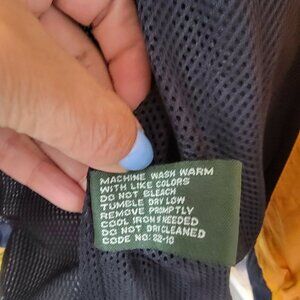 MACHINE WASH WARM
WITH LIKE COLORS
DO NOT BLEACH
TUMBLE DRY LOW
REMOVE PROMPTLY
COOL IRON IF NEEDED
DO NOT DRYCLEANED
CODE NO: 22-10